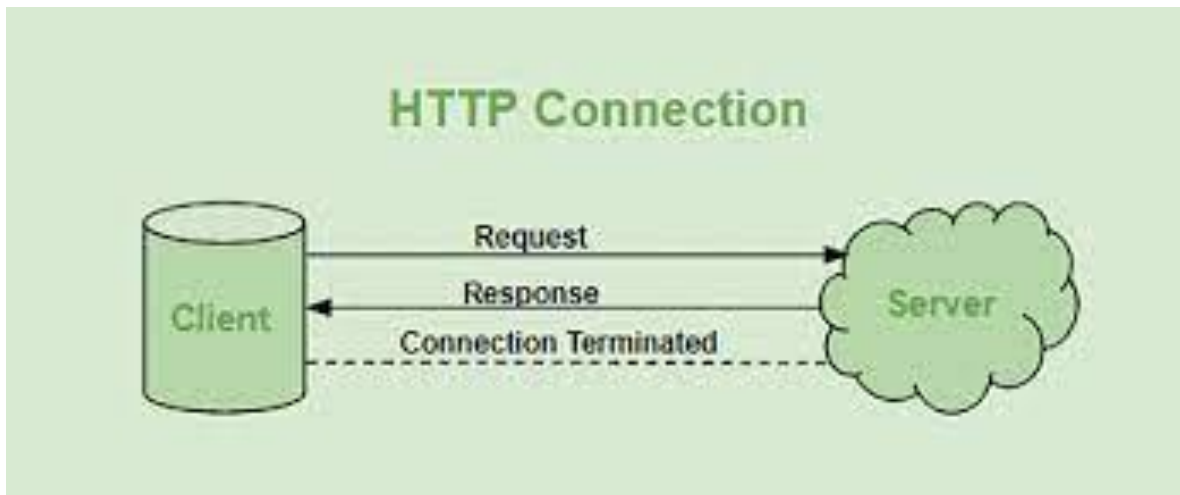 HTTP Connection
Request
Response
Client
Server
Connection Terminated